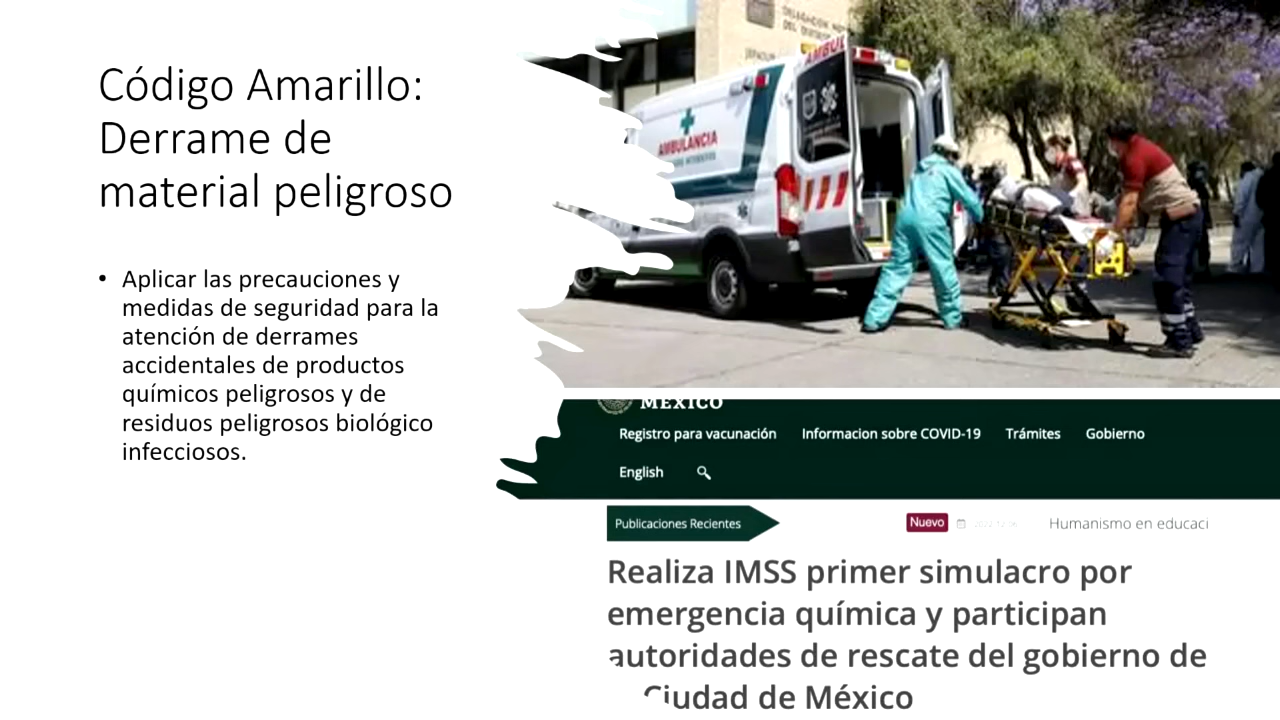 Código Amarillo:
Derrame de
material peligroso
• Aplicar las precauciones y
medidas de seguridad para la
atención de derrames
accidentales de productos
químicos peligrosos y de
residuos peligrosos biológico
infecciosos.
AMBUL
AMBULANCIA
MÉXICO
Registro para vacunación Informacion sobre COVID-19 Trámites Gobierno
English
Publicaciones Recientes Nuevo Humanismo en educaci
Realiza IMSS primer simulacro por
emergencia química y participan
autoridades de rescate del gobierno de
Ciudad de México